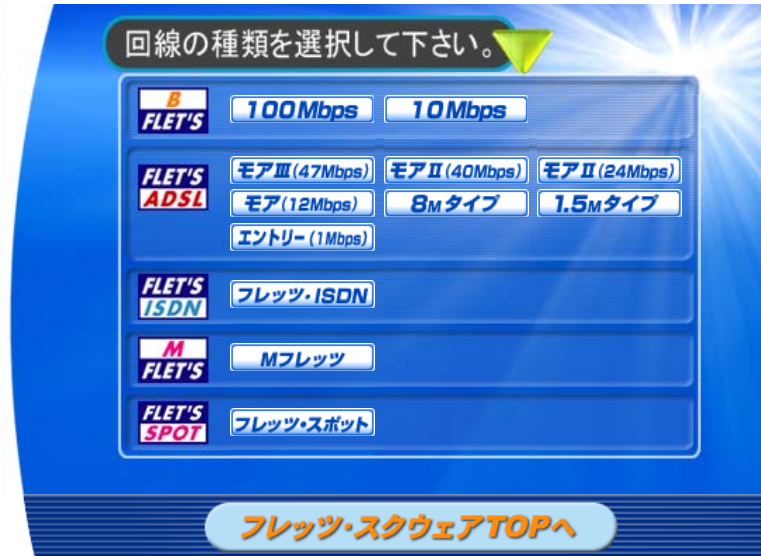 回線の種類を選択して下さい。
B
FLET'S
100Mbps 10Mbps
FLET'S
ADSL
モアⅢ(47Mbps) モアⅡ(40Mbps) モアⅡ(24Mbps)
モア(12Mbps) 8Mタイプ 1.5Mタイプ
エントリー(1Mbps)
FLET'S
ISDN
フレッツ・ISDN
M
FLET'S
Mフレッツ
FLET'S
SPOT
フレッツ・スポット
フレッツ・スクウェアTOPへ